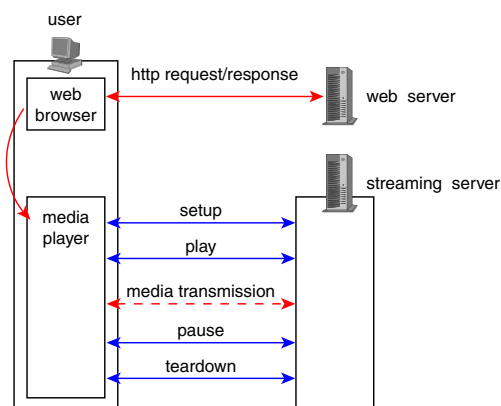 user
http request/response
web
browser
web server
streaming server
media
player
setup
play
media transmission
pause
teardown